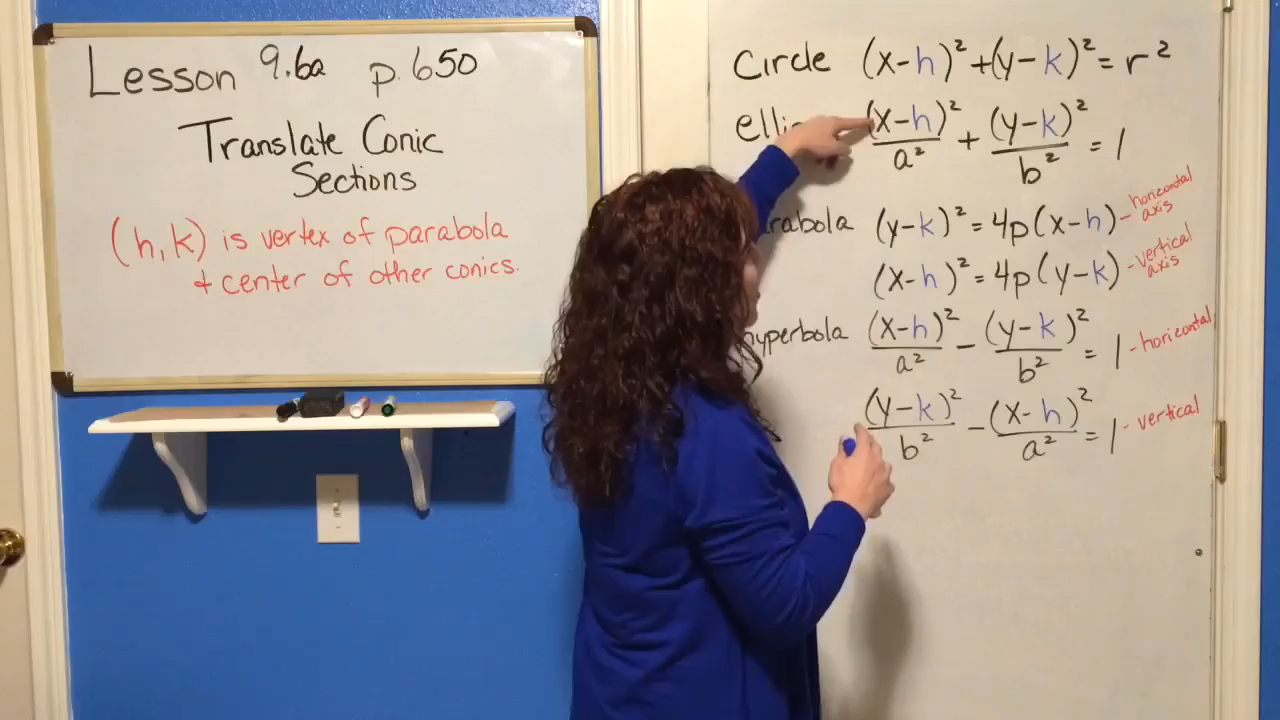 Lesson 9.6a p.650
Translate Conic
Sections
(h,k) is vertex of parabola
+ center of other conics.
Circle (x-h)²+(y-k)²=r²
(x-h)²/a² + (y-k)²/b² = 1
(y-k)²=4p(x-h) - horizontal axis
(x-h)²=4p(y-k) - vertical axis
hyperbola (x-h)²/a² - (y-k)²/b² = 1 - horizontal
(y-k)²/b² - (x-h)²/a² = 1 - vertical